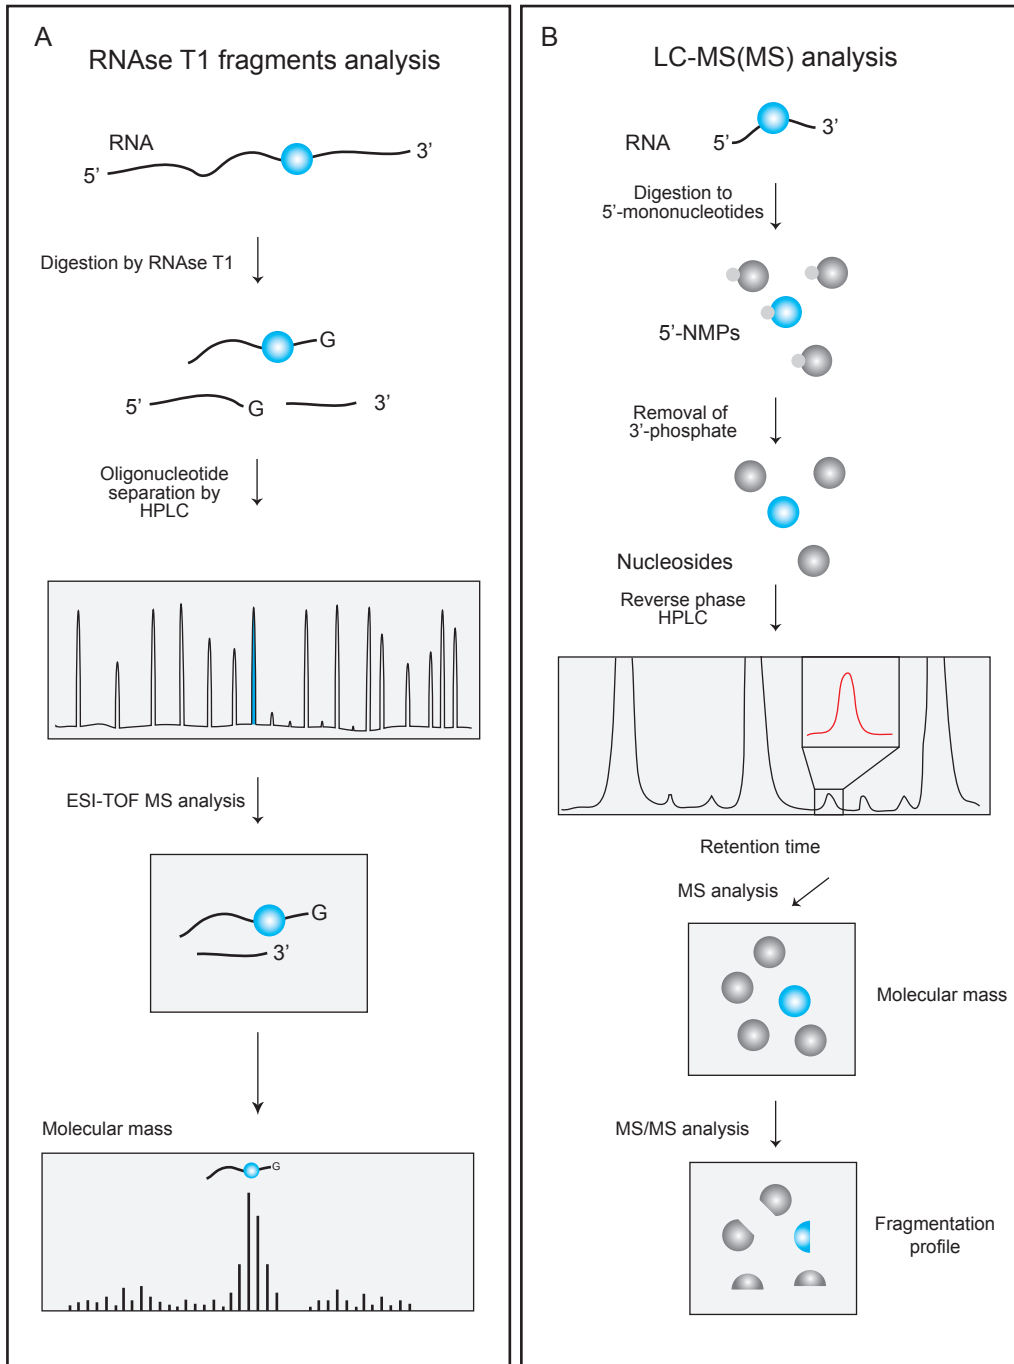 A
RNAse T1 fragments analysis
RNA
5’
3’
Digestion by RNAse T1
G
5’
G
3’
Oligonucleotide
separation by
HPLC
ESI-TOF MS analysis
G
3’
Molecular mass
G
B
LC-MS(MS) analysis
RNA
5’
3’
Digestion to
5’-mononucleotides
5’-NMPs
Removal of
3’-phosphate
Nucleosides
Reverse phase
HPLC
Retention time
MS analysis
Molecular mass
MS/MS analysis
Fragmentation
profile